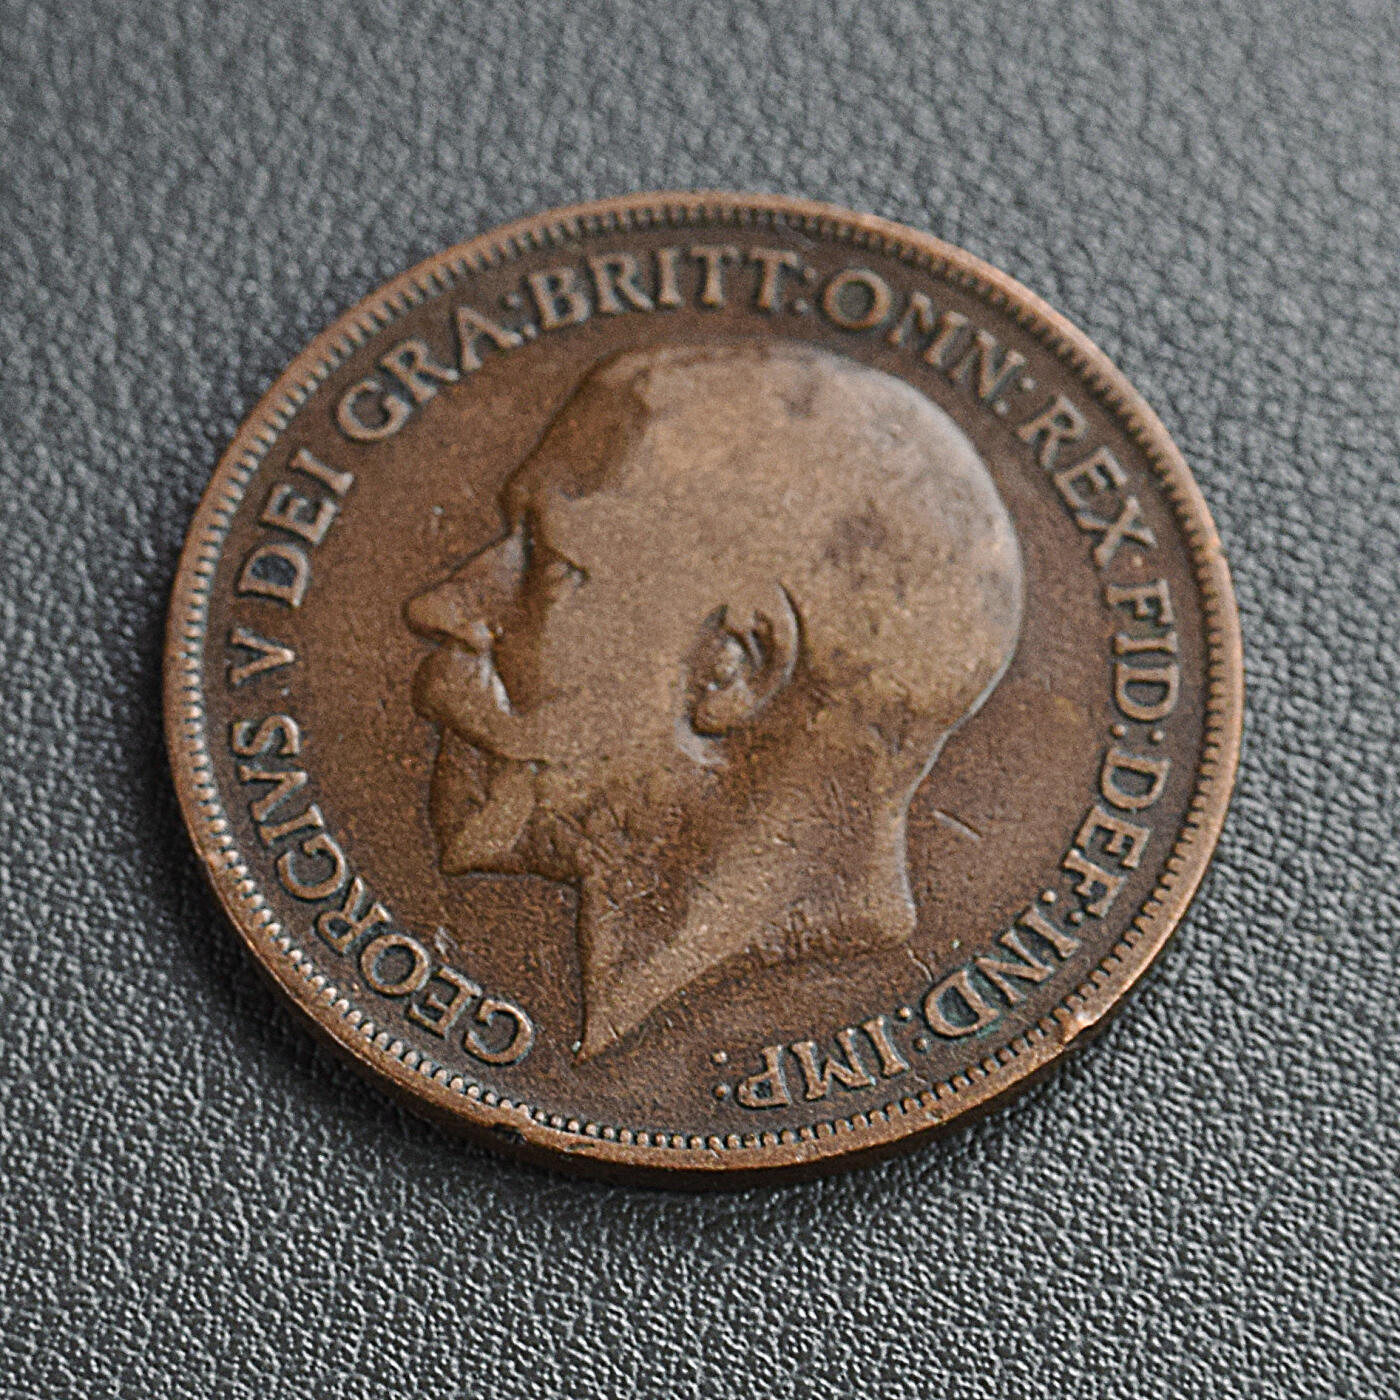 GEORGIVS V DEI GRA:BRITT:OMN:REX·FID:DEF:IND:IMP: